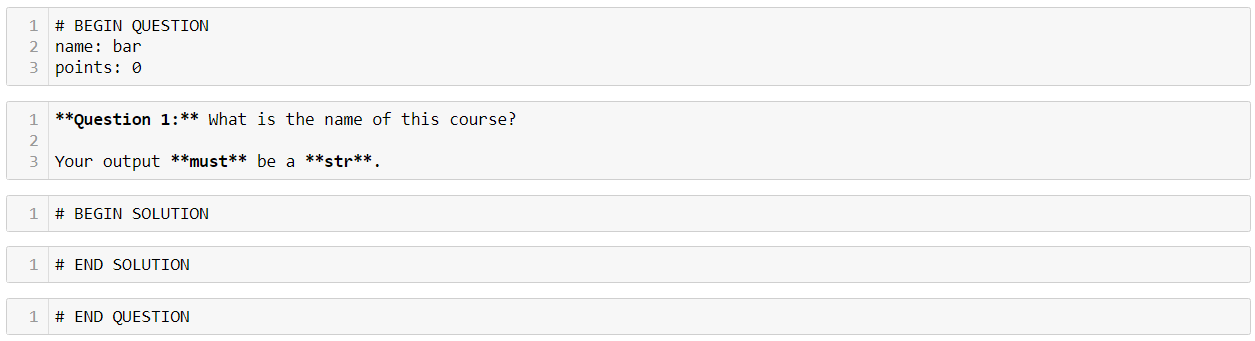 1 # BEGIN QUESTION
2 name: bar
3 points: 0
1 **Question 1:** What is the name of this course?
2
3 Your output **must** be a **str**.
1 # BEGIN SOLUTION
1 # END SOLUTION
1 # END QUESTION